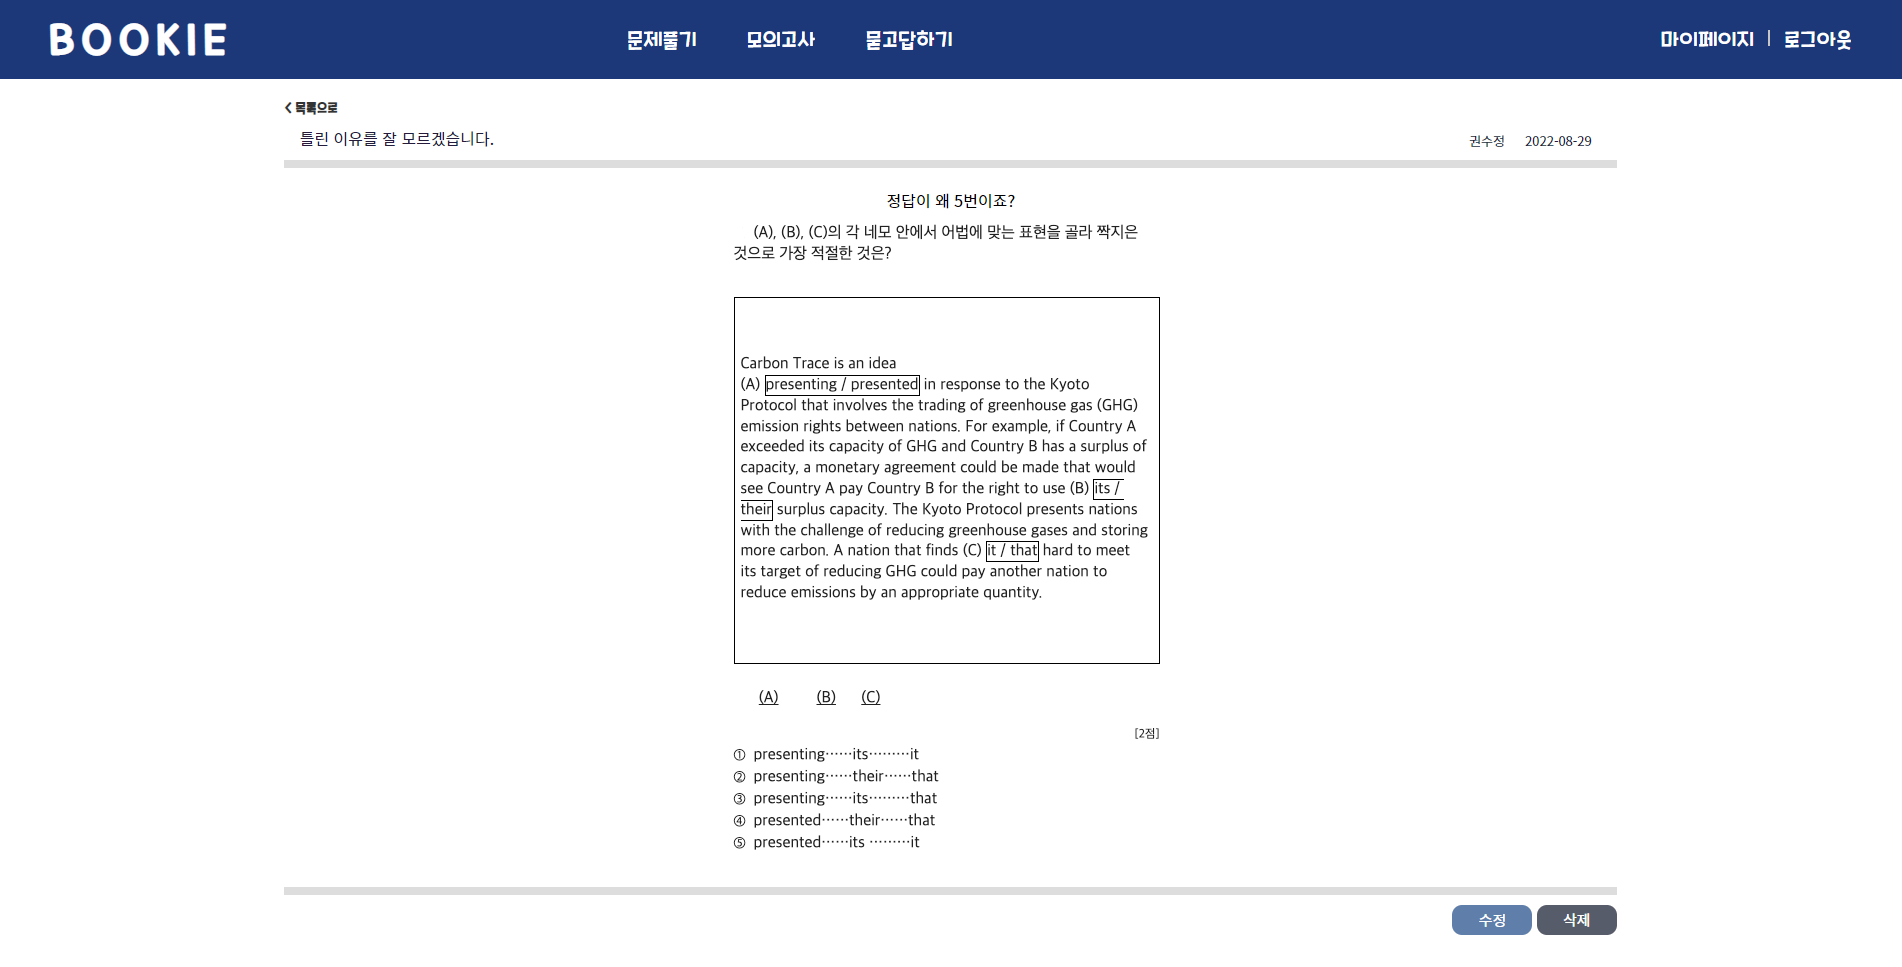 BOOKIE
문제풀기 모의고사 묻고답하기
마이페이지 | 로그아웃
< 목록으로
틀린 이유를 잘 모르겠습니다.
권수정 2022-08-29
정답이 왜 5번이죠?
(A), (B), (C)의 각 네모 안에서 어법에 맞는 표현을 골라 짝지은
것으로 가장 적절한 것은?
Carbon Trace is an idea
(A) presenting / presented in response to the Kyoto
Protocol that involves the trading of greenhouse gas (GHG)
emission rights between nations. For example, if Country A
exceeded its capacity of GHG and Country B has a surplus of
capacity, a monetary agreement could be made that would
see Country A pay Country B for the right to use (B) its /
their surplus capacity. The Kyoto Protocol presents nations
with the challenge of reducing greenhouse gases and storing
more carbon. A nation that finds (C) it / that hard to meet
its target of reducing GHG could pay another nation to
reduce emissions by an appropriate quantity.
(A) (B) (C)
[2점]
① presenting……its………it
② presenting……their……that
③ presenting……its………that
④ presented……their……that
⑤ presented……its ………it
수정 삭제